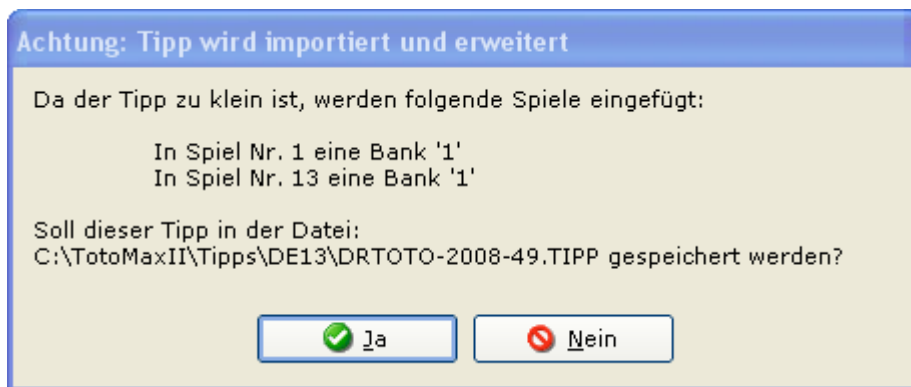 Achtung: Tipp wird importiert und erweitert
Da der Tipp zu klein ist, werden folgende Spiele eingefügt:
In Spiel Nr. 1 eine Bank '1'
In Spiel Nr. 13 eine Bank '1'
Soll dieser Tipp in der Datei:
C:\TotoMaxII\Tipps\DE13\DRTOTO-2008-49.TIPP gespeichert werden?
Ja
Nein